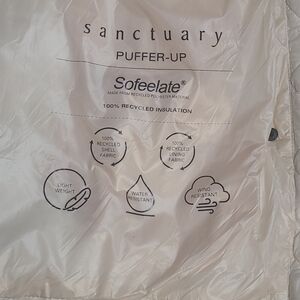 sanctuary
PUFFER-UP
Sofeelate®
MADE FROM RECYCLED POLYESTER MATERIAL
100% RECYCLED INSULATION
100%
RECYCLED
SHELL
FABRIC
100%
RECYCLED
LINING
FABRIC
LIGHT
WEIGHT
WATER
RESISTANT
WIND
RESISTANT